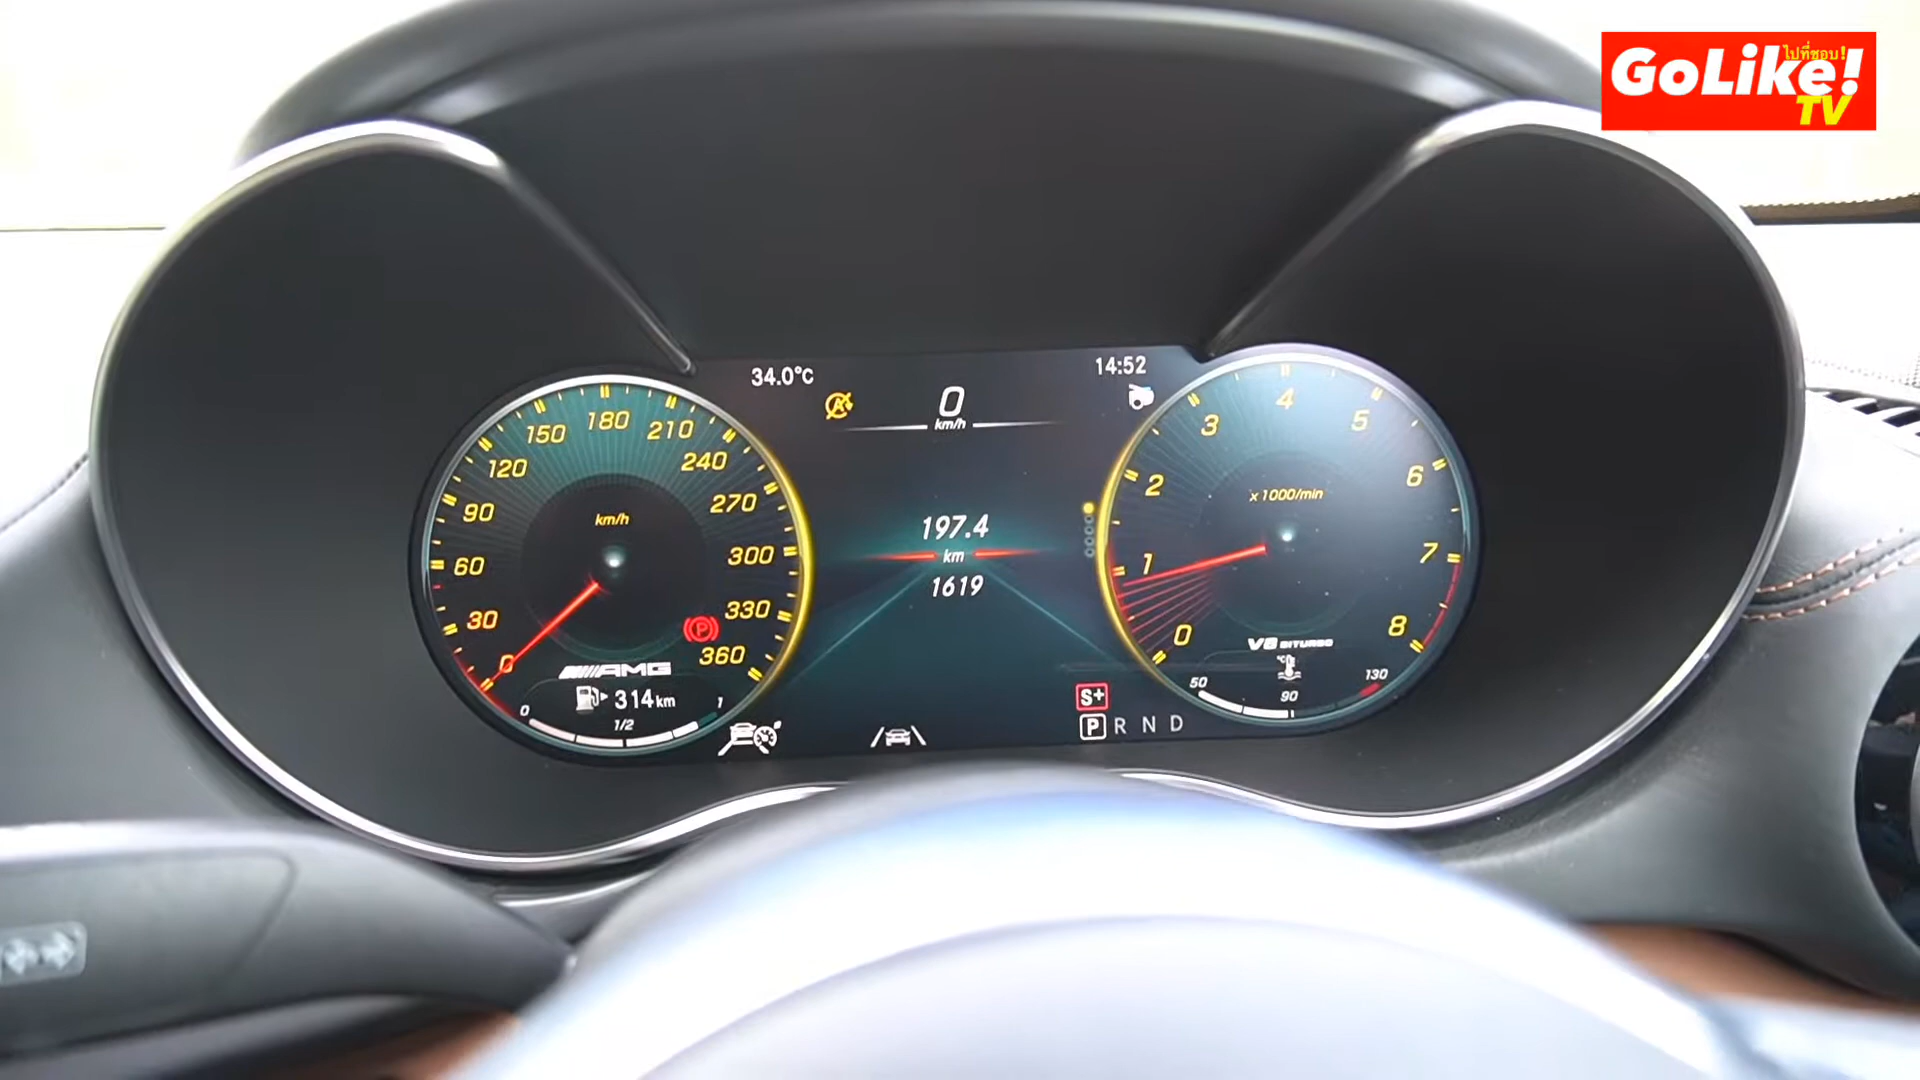 ไปที่ชอบ!
GoLike!
TV
34.0°C
14:52
0
km/h
180
150
210
120
240
90
270
60
300
30
330
0
360
km/h
P
AMG
314 km
0
1/2
1
197.4
km
1619
4
3
5
2
6
1
7
0
8
x 1000/min
V8 BITURBO
°C
50
90
130
S+
P R N D